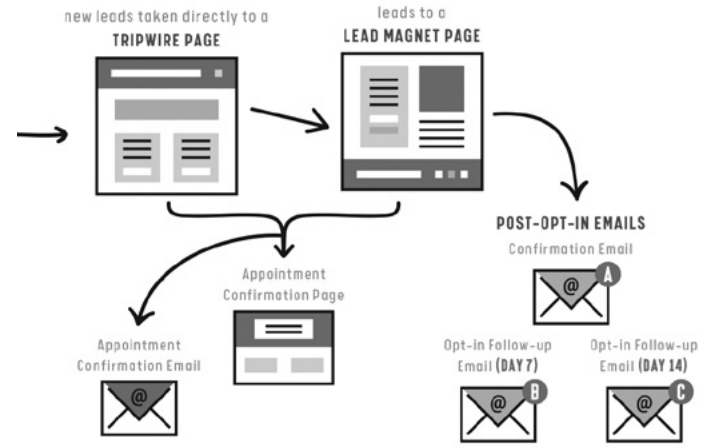 new leads taken directly to a
TRIPWIRE PAGE
leads to a
LEAD MAGNET PAGE
POST-OPT-IN EMAILS
Confirmation Email
@
A
Appointment
Confirmation Page
Appointment
Confirmation Email
@
Opt-in Follow-up
Email (DAY 7)
@
B
Opt-in Follow-up
Email (DAY 14)
@
C